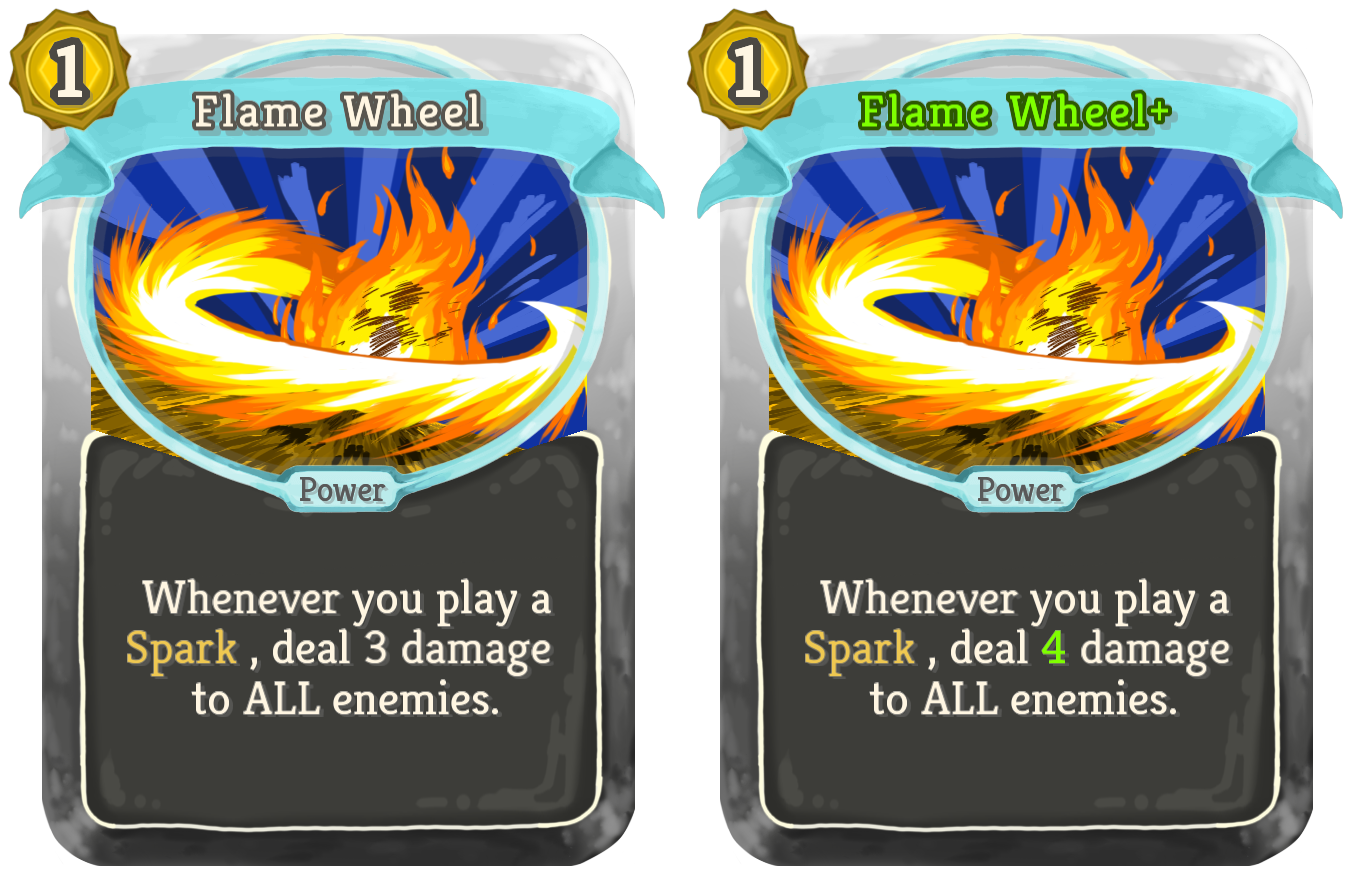 1
Flame Wheel
Power
Whenever you play a
Spark , deal 3 damage
to ALL enemies.
1
Flame Wheel+
Power
Whenever you play a
Spark , deal 4 damage
to ALL enemies.